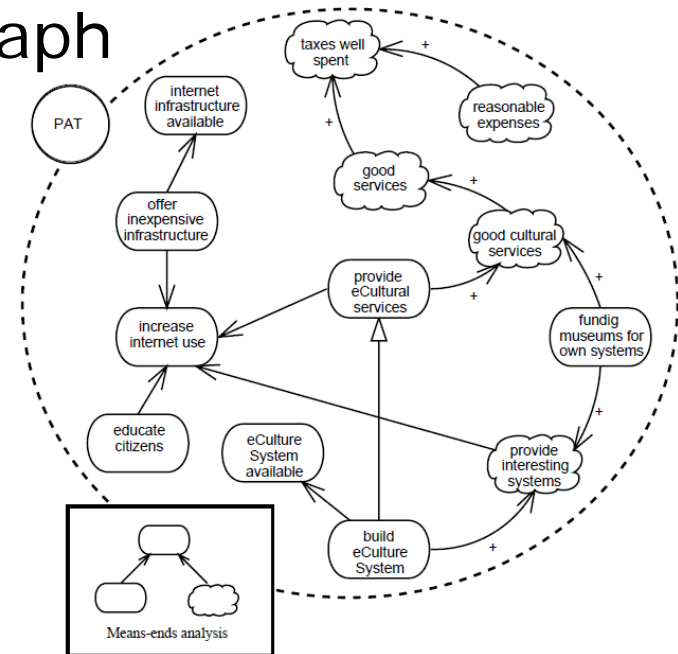 aph
PAT
internet
infrastructure
available
taxes well
spent
+
reasonable
expenses
+
good
services
+
offer
inexpensive
infrastructure
good cultural
services
provide
eCultural
services
+
+
increase
internet use
fundig
museums for
own systems
+
educate
citizens
eCulture
System
available
provide
interesting
systems
build
eCulture
System
+
Means-ends analysis